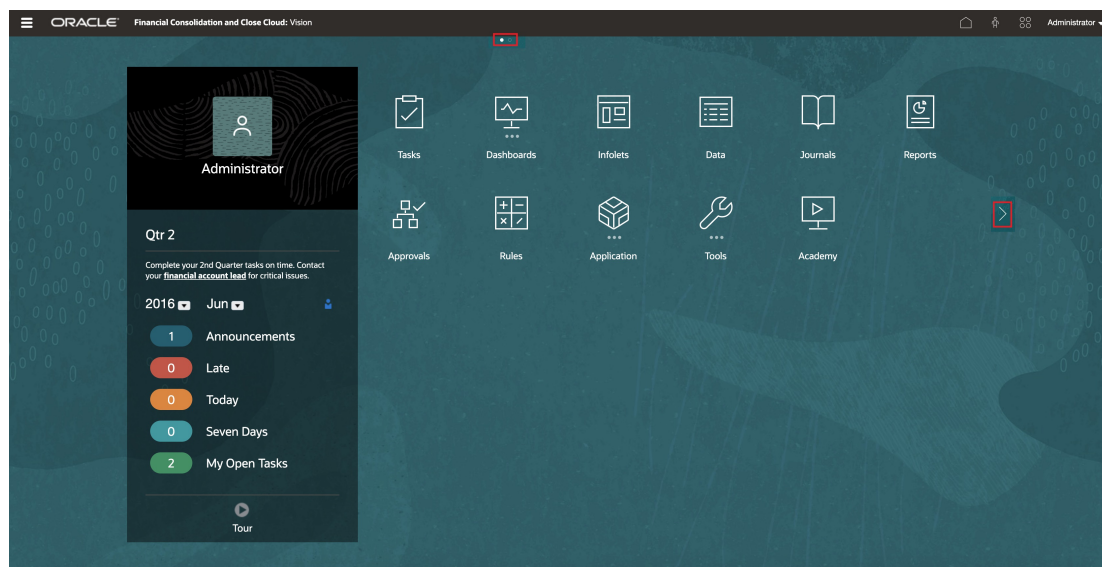 ORACLE Financial Consolidation and Close Cloud: Vision Administrator
Administrator
Qtr 2
Complete your 2nd Quarter tasks on time. Contact
your financial account lead for critical issues.
2016 Jun
1 Announcements
0 Late
0 Today
0 Seven Days
2 My Open Tasks
Tour
Tasks Dashboards Infolets Data Journals Reports
Approvals Rules Application Tools Academy